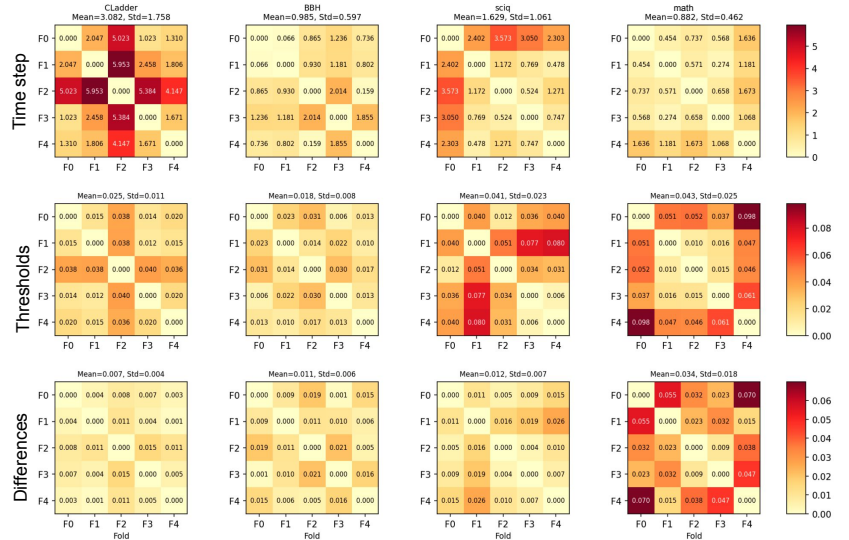 CLadder BBH sciq math
Mean=3.082, Std=1.758 Mean=0.985, Std=0.597 Mean=1.629, Std=1.061 Mean=0.882, Std=0.462
Time step
F0 0.000 2.047 5.023 1.023 1.310 F0 0.000 0.066 0.865 1.236 0.736 F0 0.000 2.402 3.573 3.050 2.303 F0 0.000 0.454 0.737 0.568 1.636
5
F1 2.047 0.000 5.953 2.458 1.806 F1 0.066 0.000 0.930 1.181 0.802 F1 2.402 0.000 1.172 0.769 0.478 F1 0.454 0.000 0.571 0.274 1.181
4
3
F2 5.023 5.953 0.000 5.384 4.147 F2 0.865 0.930 0.000 2.014 0.159 F2 3.573 1.172 0.000 0.524 1.271 F2 0.737 0.571 0.000 0.658 1.673
2
F3 1.023 2.458 5.384 0.000 1.671 F3 1.236 1.181 2.014 0.000 1.855 F3 3.050 0.769 0.524 0.000 0.747 F3 0.568 0.274 0.658 0.000 1.068
1
F4 1.310 1.806 4.147 1.671 0.000 F4 0.736 0.802 0.159 1.855 0.000 F4 2.303 0.478 1.271 0.747 0.000 F4 1.636 1.181 1.673 1.068 0.000
0
F0 F1 F2 F3 F4 F0 F1 F2 F3 F4 F0 F1 F2 F3 F4 F0 F1 F2 F3 F4
Mean=0.025, Std=0.011 Mean=0.018, Std=0.008 Mean=0.041, Std=0.023 Mean=0.043, Std=0.025
Thresholds
F0 0.000 0.015 0.038 0.014 0.020 F0 0.000 0.023 0.031 0.006 0.013 F0 0.000 0.040 0.012 0.036 0.040 F0 0.000 0.051 0.052 0.037 0.098
0.08
F1 0.015 0.000 0.038 0.012 0.015 F1 0.023 0.000 0.014 0.022 0.010 F1 0.040 0.000 0.051 0.077 0.080 F1 0.051 0.000 0.010 0.016 0.047
0.06
F2 0.038 0.038 0.000 0.040 0.036 F2 0.031 0.014 0.000 0.030 0.017 F2 0.012 0.051 0.000 0.034 0.031 F2 0.052 0.010 0.000 0.015 0.046
0.04
F3 0.014 0.012 0.040 0.000 0.020 F3 0.006 0.022 0.030 0.000 0.013 F3 0.036 0.077 0.034 0.000 0.006 F3 0.037 0.016 0.015 0.000 0.061
0.02
F4 0.020 0.015 0.036 0.020 0.000 F4 0.013 0.010 0.017 0.013 0.000 F4 0.040 0.080 0.031 0.006 0.000 F4 0.098 0.047 0.046 0.061 0.000
0.00
F0 F1 F2 F3 F4 F0 F1 F2 F3 F4 F0 F1 F2 F3 F4 F0 F1 F2 F3 F4
Mean=0.007, Std=0.004 Mean=0.011, Std=0.006 Mean=0.012, Std=0.007 Mean=0.034, Std=0.018
Differences
F0 0.000 0.004 0.008 0.007 0.003 F0 0.000 0.009 0.019 0.001 0.015 F0 0.000 0.011 0.005 0.009 0.015 F0 0.000 0.055 0.032 0.023 0.070
0.06
F1 0.004 0.000 0.011 0.004 0.001 F1 0.009 0.000 0.011 0.010 0.006 F1 0.011 0.000 0.016 0.019 0.026 F1 0.055 0.000 0.023 0.032 0.015
0.05
0.04
F2 0.008 0.011 0.000 0.015 0.011 F2 0.019 0.011 0.000 0.021 0.005 F2 0.005 0.016 0.000 0.004 0.010 F2 0.032 0.023 0.000 0.009 0.038
0.03
F3 0.007 0.004 0.015 0.000 0.005 F3 0.001 0.010 0.021 0.000 0.016 F3 0.009 0.019 0.004 0.000 0.007 F3 0.023 0.032 0.009 0.000 0.047
0.02
0.01
F4 0.003 0.001 0.011 0.005 0.000 F4 0.015 0.006 0.005 0.016 0.000 F4 0.015 0.026 0.010 0.007 0.000 F4 0.070 0.015 0.038 0.047 0.000
0.00
F0 F1 F2 F3 F4 F0 F1 F2 F3 F4 F0 F1 F2 F3 F4 F0 F1 F2 F3 F4
Fold Fold Fold Fold